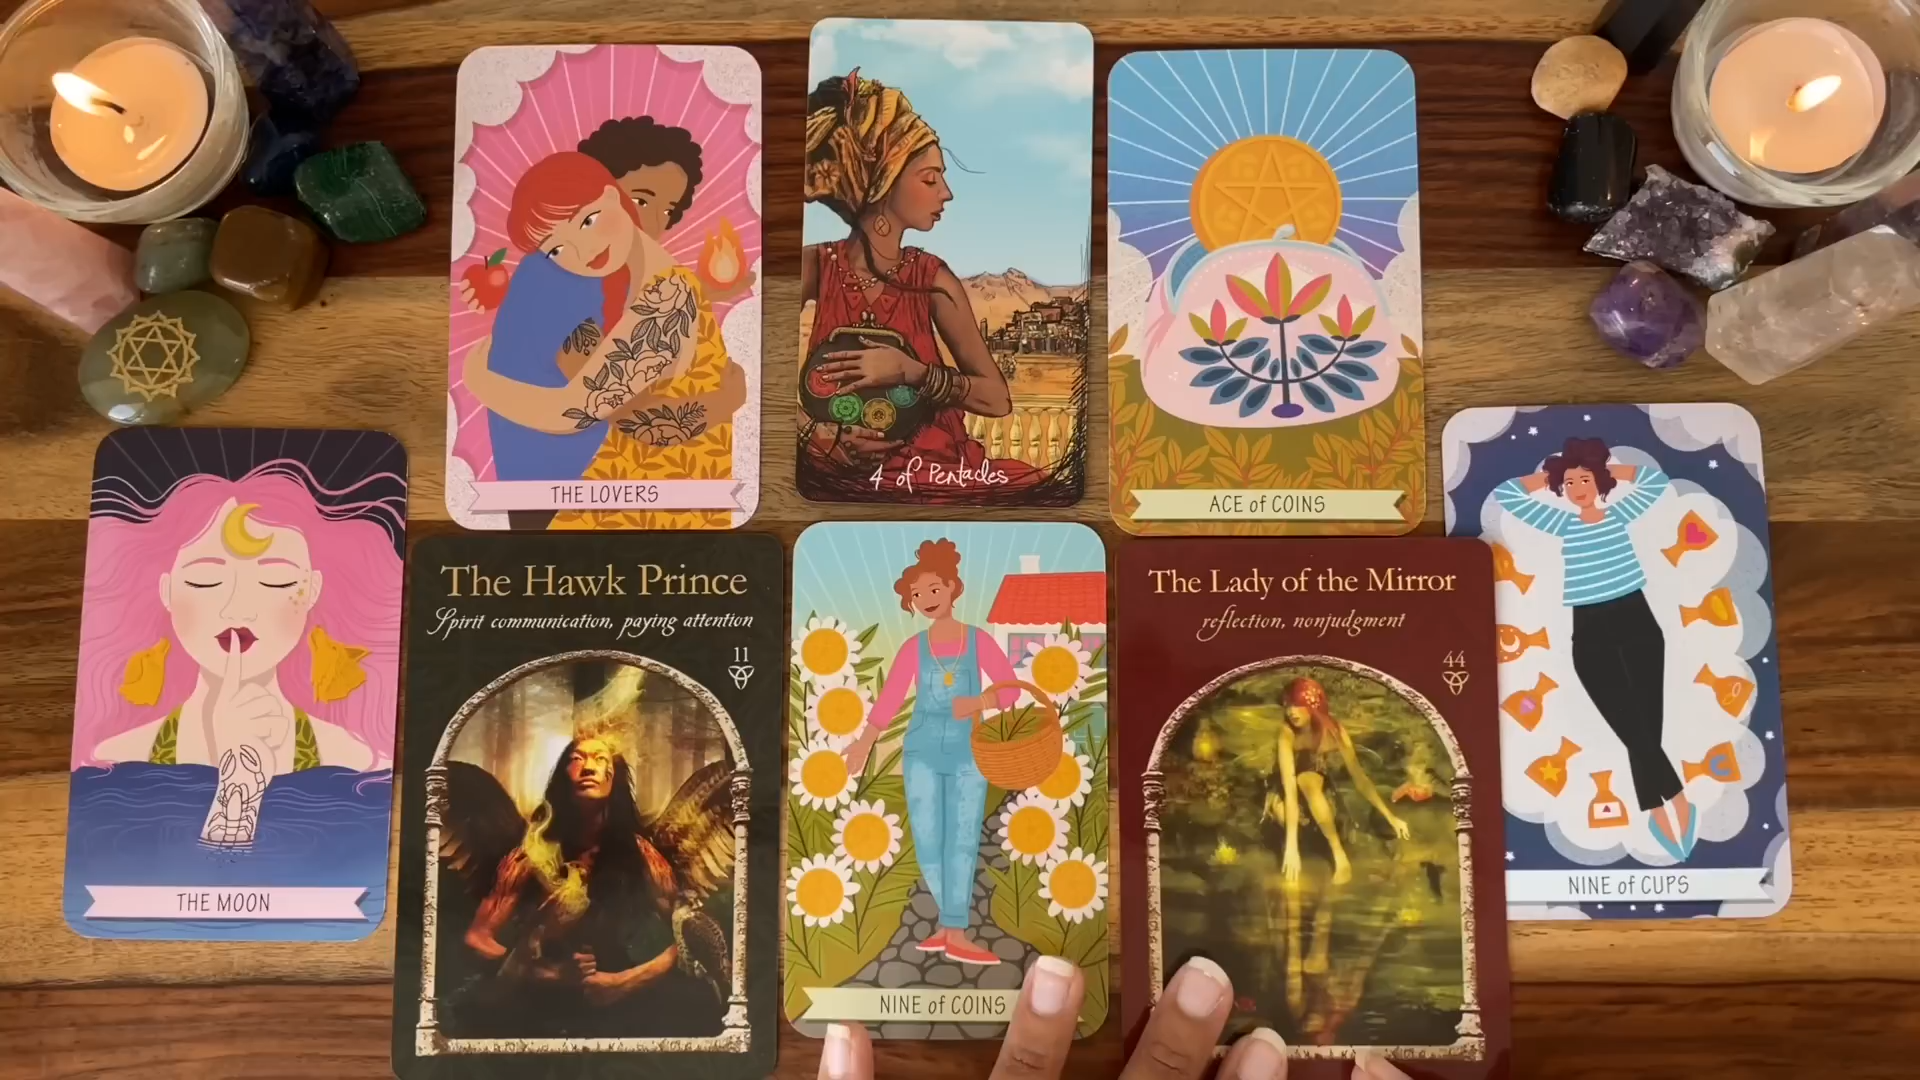 THE LOVERS
4 of Pentacles
ACE of COINS
THE MOON
The Hawk Prince
Spirit communication, paying attention
11
NINE of COINS
The Lady of the Mirror
reflection, nonjudgment
44
NINE of CUPS